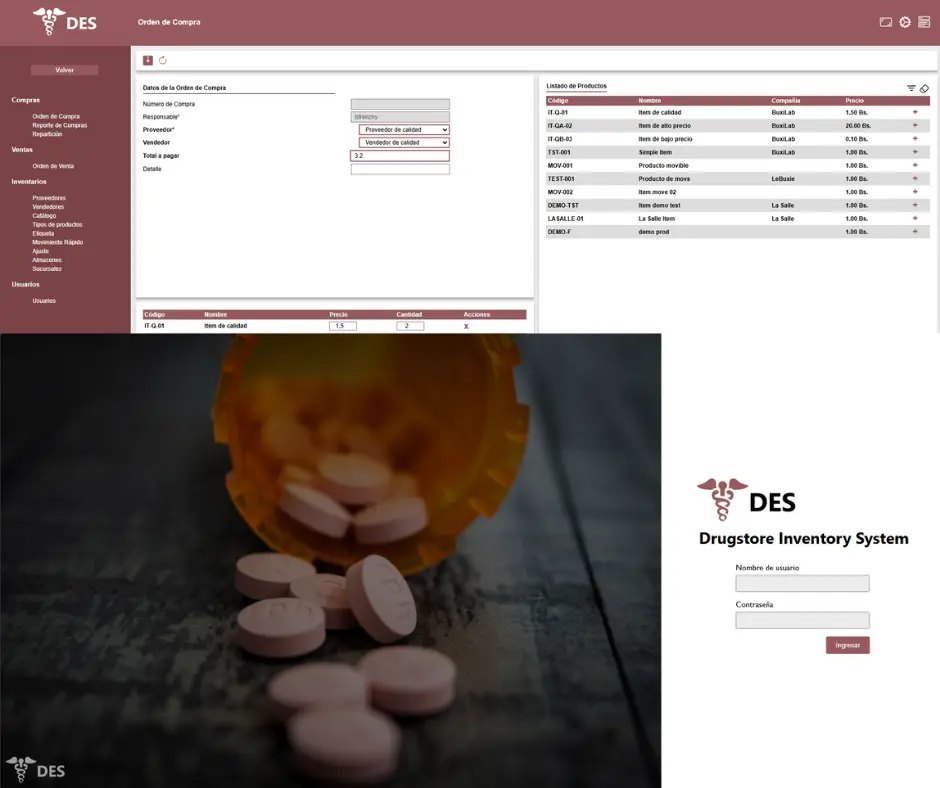 DES
Orden de Compra
Volver
Compras
Orden de Compra
Reporte de Compras
Repartición
Ventas
Orden de Venta
Inventarios
Proveedores
Vendedores
Catálogo
Tipos de productos
Etiqueta
Movimiento Rápido
Ajuste
Almacenes
Sucursales
Usuarios
Usuarios
Datos de la Orden de Compra
Número de Compra
Responsable*
Proveedor* Proveedor de calidad
Vendedor Vendedor de calidad
Total a pagar 3.2
Detalle
Código Nombre Precio Cantidad Acciones
IT-Q-01 Item de calidad 1,5 2 X
Listado de Productos
Código Nombre Compañia Precio
IT-Q-01 Item de calidad BuxiLab 1.50 Bs. +
IT-QA-02 Item de alto precio BuxiLab 20.00 Bs. +
IT-QB-03 Item de bajo precio BuxiLab 0.10 Bs. +
TST-001 Simple Item BuxiLab 1.00 Bs. +
MOV-001 Producto movible 1.00 Bs. +
TEST-001 Producto de movs LeBuxie 1.00 Bs. +
MOV-002 Item move 02 1.00 Bs. +
DEMO-TST Item demo test La Salle 1.00 Bs. +
LASALLE-01 La Salle Item La Salle 1.00 Bs. +
DEMO-F demo prod 1.00 Bs. +
DES
Drugstore Inventory System
Nombre de usuario
Contraseña
Ingresar
DES